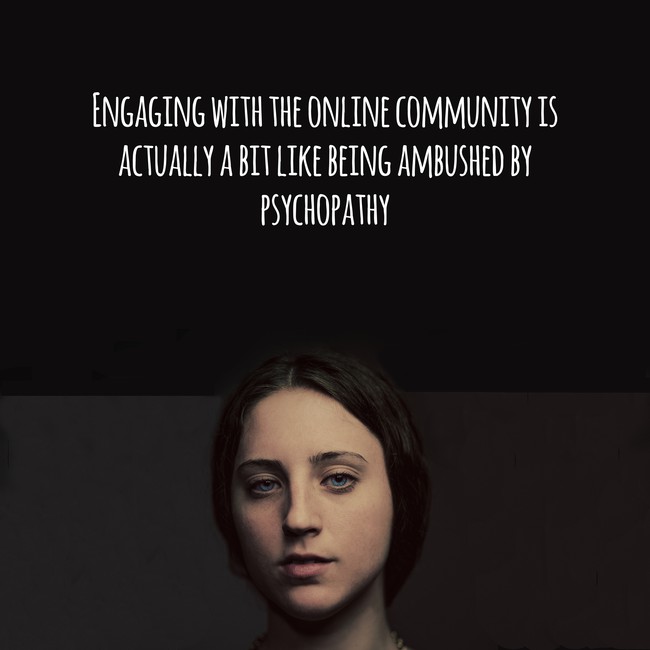 Engaging with the online community is
actually a bit like being ambushed by
psychopathy